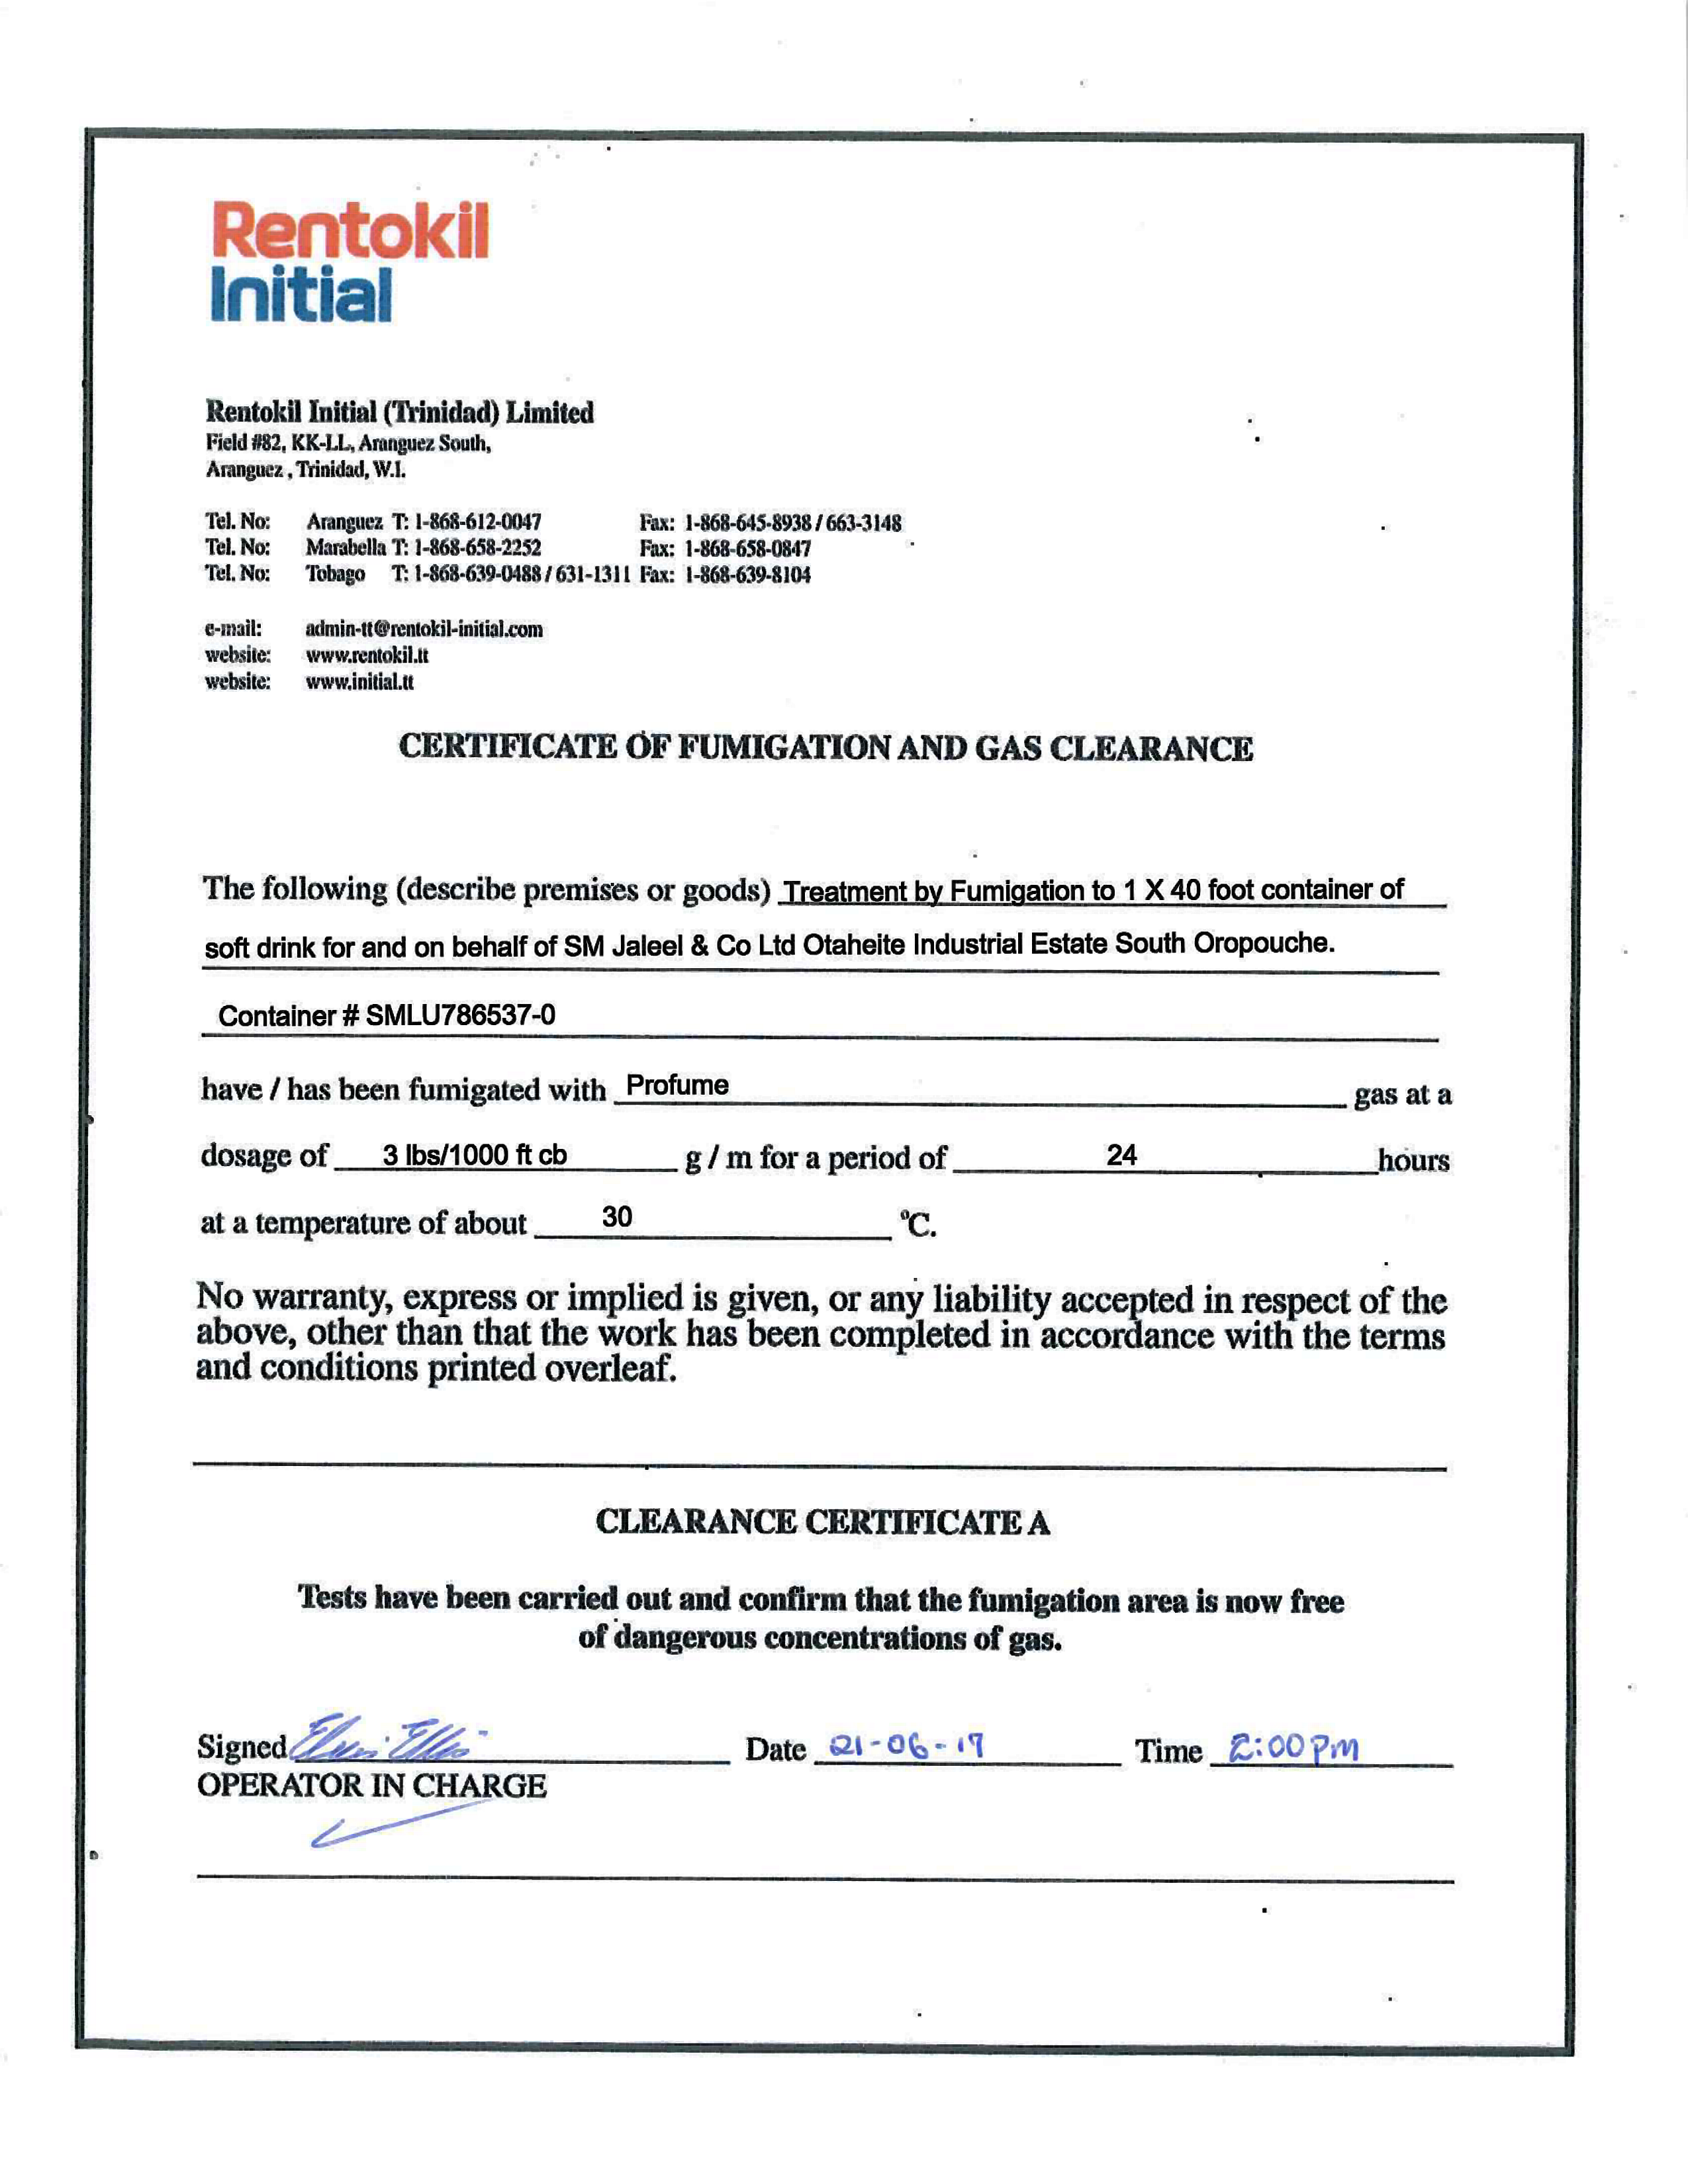 Rentokil
Initial
Rentokil Initial (Trinidad) Limited
Field #82, KK-LL, Aranguez South,
Aranguez , Trinidad, W.I.
Tel. No: Aranguez T: 1-868-612-0047 Fax: 1-868-645-8938 / 663-3148
Tel. No: Marabella T: 1-868-658-2252 Fax: 1-868-658-0847
Tel. No: Tobago T: 1-868-639-0488 / 631-1311 Fax: 1-868-639-8104
e-mail: admin-tt@rentokil-initial.com
website: www.rentokil.tt
website: www.initial.tt
CERTIFICATE OF FUMIGATION AND GAS CLEARANCE
The following (describe premises or goods) Treatment by Fumigation to 1 X 40 foot container of
soft drink for and on behalf of SM Jaleel & Co Ltd Otaheite Industrial Estate South Oropouche.
Container # SMLU786537-0
have / has been fumigated with Profume gas at a
dosage of 3 lbs/1000 ft cb g / m for a period of 24 hours
at a temperature of about 30 °C.
No warranty, express or implied is given, or any liability accepted in respect of the
above, other than that the work has been completed in accordance with the terms
and conditions printed overleaf.
CLEARANCE CERTIFICATE A
Tests have been carried out and confirm that the fumigation area is now free
of dangerous concentrations of gas.
Signed Date 21-06-17 Time 2:00 PM
OPERATOR IN CHARGE